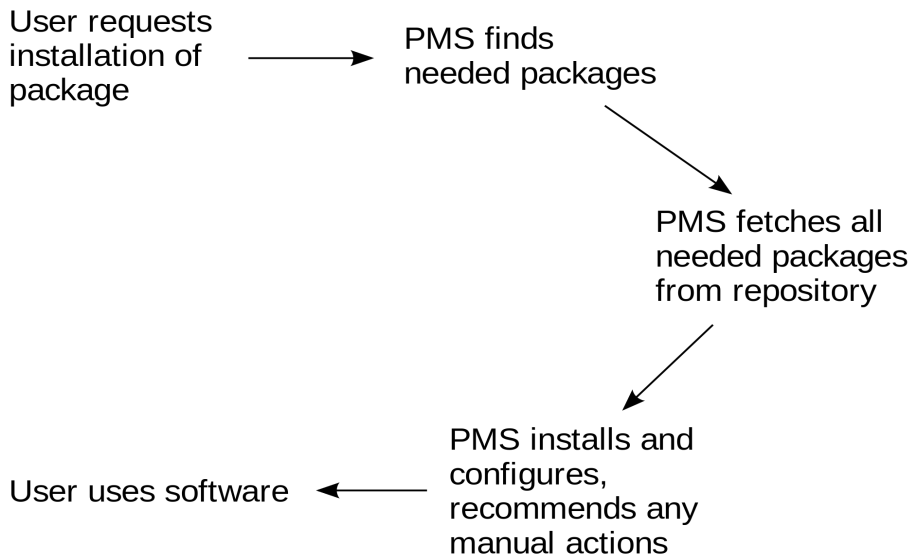 User requests
installation of
package
PMS finds
needed packages
PMS fetches all
needed packages
from repository
PMS installs and
configures,
recommends any
manual actions
User uses software